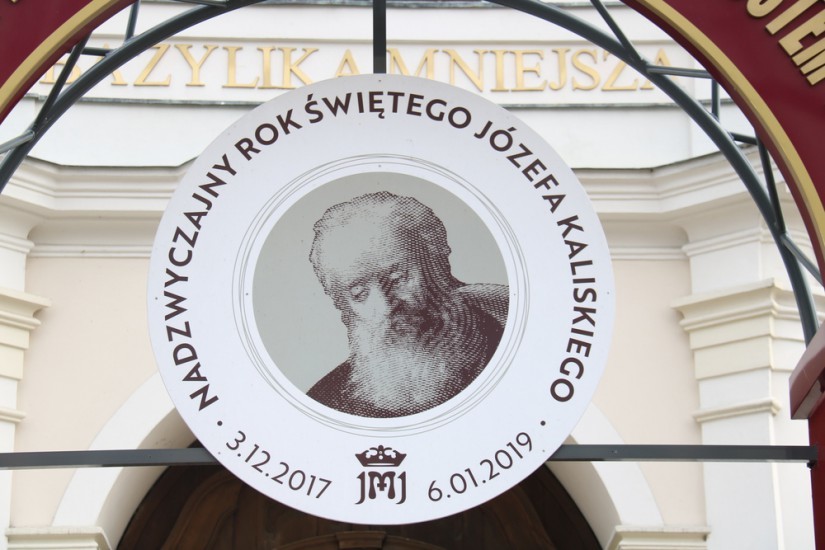 BAZYLIKA MNIEJSZA
NADZWYCZAJNY ROK ŚWIĘTEGO JÓZEFA KALISKIEGO
3.12.2017
JMJ
6.01.2019